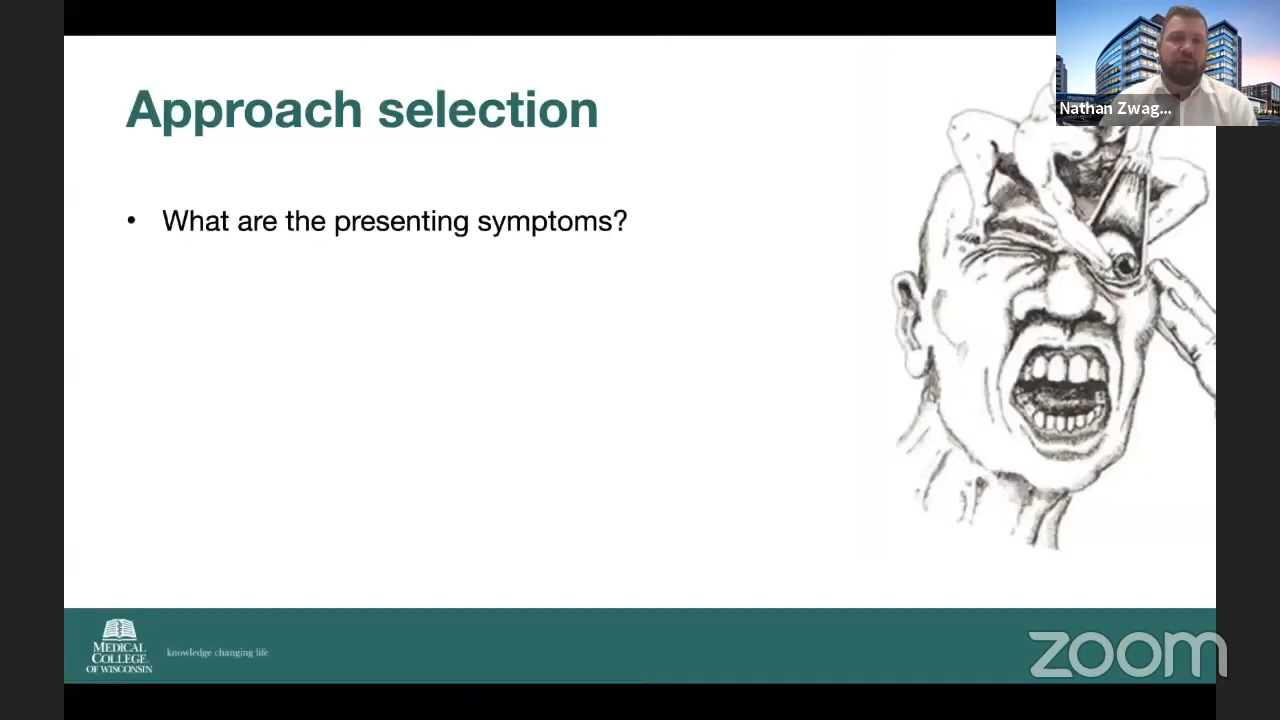 Approach selection
• What are the presenting symptoms?
Nathan Zwag...
MEDICAL
COLLEGE
OF WISCONSIN
knowledge changing life
zoom